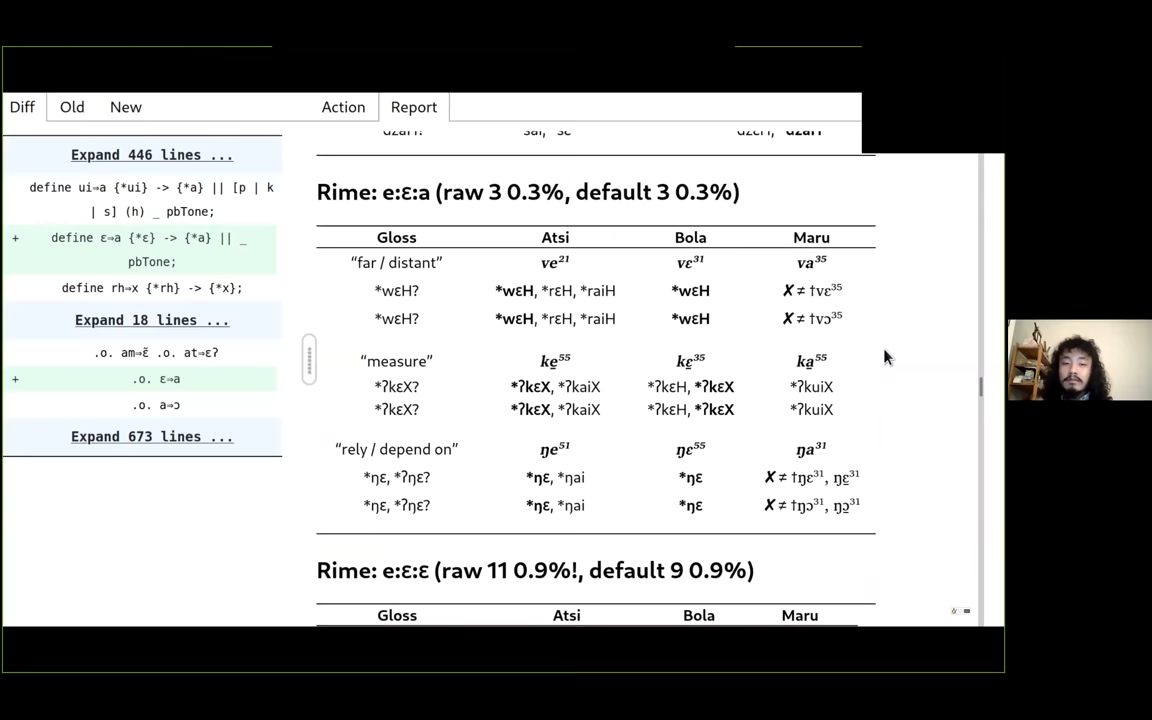 Diff Old New
Action Report
Expand 446 lines ...
define ui⇒a {*ui} -> {*a} || [p | k
| s] (h) _ pbTone;
+ define ɛ⇒a {*ɛ} -> {*a} || _
pbTone;
define rh⇒x {*rh} -> {*x};
Expand 18 lines ...
.o. am⇒ɛ̃ .o. at⇒ɛʔ
+ .o. ɛ⇒a
.o. a⇒ɔ
Expand 673 lines ...
Rime: e:ɛ:a (raw 3 0.3%, default 3 0.3%)
Gloss Atsi Bola Maru
“far / distant” ve²¹ vɛ³¹ va³⁵
*wɛH? *wɛH, *rɛH, *raiH *wɛH ✘ ≠ †vɛ³⁵
*wɛH? *wɛH, *rɛH, *raiH *wɛH ✘ ≠ †vɔ³⁵
“measure” ke̱⁵⁵ kɛ̱³⁵ ka̱⁵⁵
*ʔkɛX? *ʔkɛX, *ʔkaiX *ʔkɛH, *ʔkɛX *ʔkuiX
*ʔkɛX? *ʔkɛX, *ʔkaiX *ʔkɛH, *ʔkɛX *ʔkuiX
“rely / depend on” ŋe⁵¹ ŋɛ⁵⁵ ŋa³¹
*ŋɛ, *ʔŋɛ? *ŋɛ, *ŋai *ŋɛ ✘ ≠ †ŋɛ³¹, ŋɛ̱³¹
*ŋɛ, *ʔŋɛ? *ŋɛ, *ŋai *ŋɛ ✘ ≠ †ŋɔ³¹, ŋɔ̱³¹
Rime: e:ɛ:ɛ (raw 11 0.9%!, default 9 0.9%)
Gloss Atsi Bola Maru